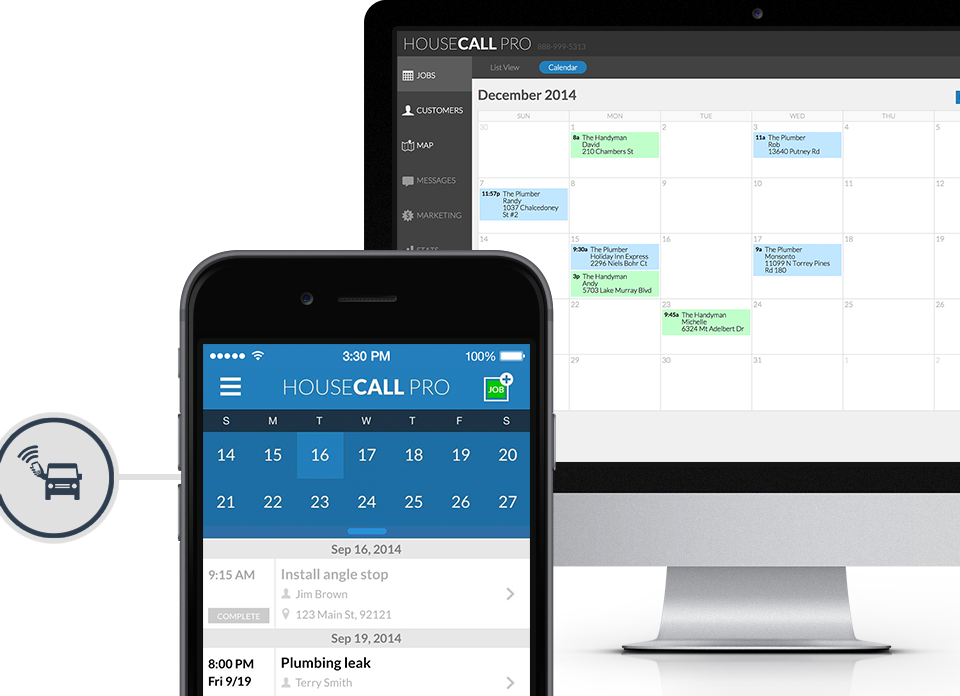 HOUSECALL PRO 888-999-5313
JOBS
CUSTOMERS
MAP
MESSAGES
MARKETING
STATS
List View Calendar
December 2014
SUN MON TUE WED THU
30 1 2 3 4 5
8a The Handyman
David
210 Chambers St
11a The Plumber
Rob
13640 Putney Rd
7 8 9 10 11 12
11:57p The Plumber
Randy
1037 Chalcedoney
St #2
14 15 16 17 18 19
9:30a The Plumber
Holiday Inn Express
2296 Niels Bohr Ct
3p The Handyman
Andy
5703 Lake Murray Blvd
9a The Plumber
Monsonto
11099 N Torrey Pines
Rd 180
22 23 24 25 26
9:45a The Handyman
Michelle
6324 Mt Adelbert Dr
29 30 31 1 2
3:30 PM 100%
HOUSECALL PRO JOB
S M T W T F S
14 15 16 17 18 19 20
21 22 23 24 25 26 27
Sep 16, 2014
9:15 AM Install angle stop
Jim Brown
COMPLETE 123 Main St, 92121
Sep 19, 2014
8:00 PM Plumbing leak
Fri 9/19 Terry Smith